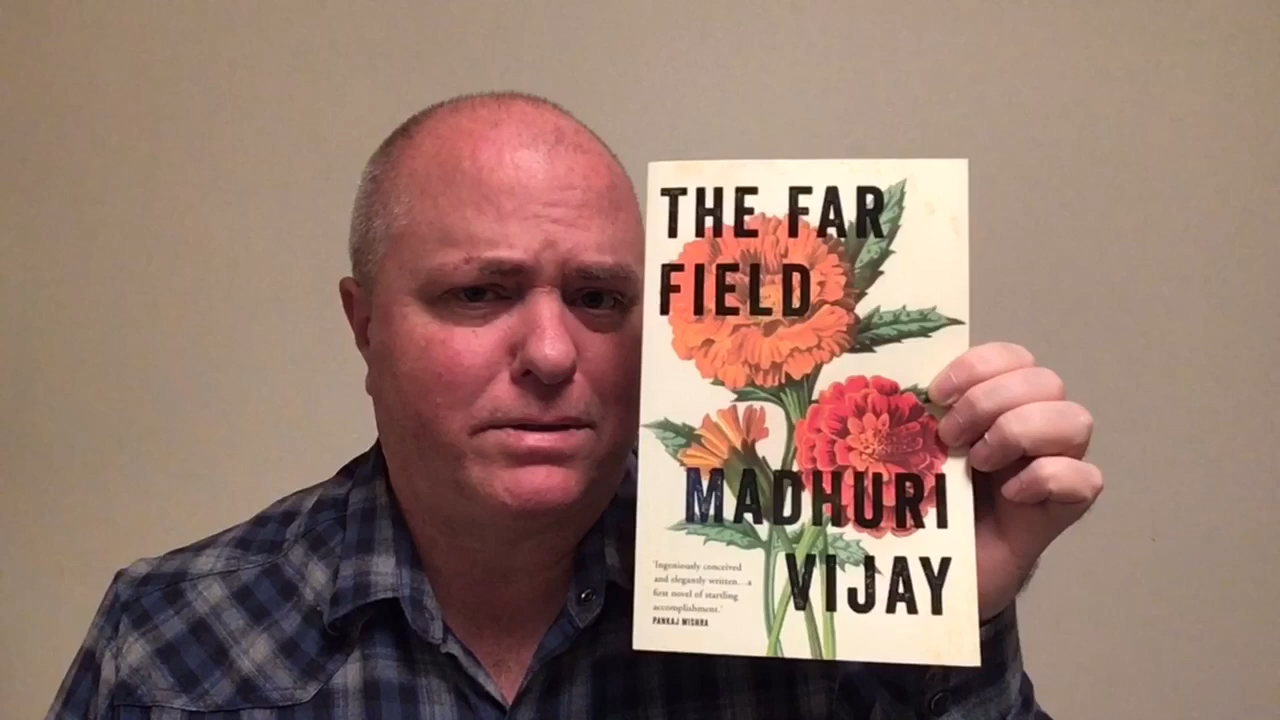 THE FAR
FIELD
MADHURI
VIJAY
'Ingeniously conceived
and elegantly written...a
first novel of startling
accomplishment.'
PANKAJ MISHRA